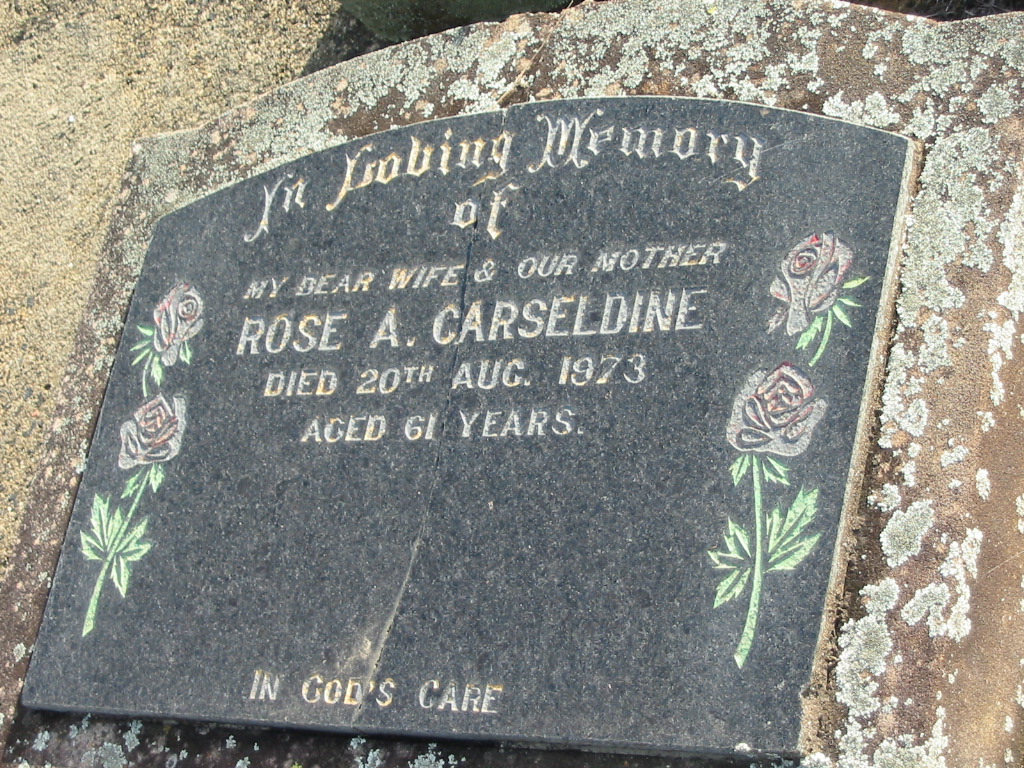 In Loving Memory
of
MY DEAR WIFE & OUR MOTHER
ROSE A. CARSELDINE
DIED 20TH AUG. 1973
AGED 61 YEARS.
IN GOD'S CARE